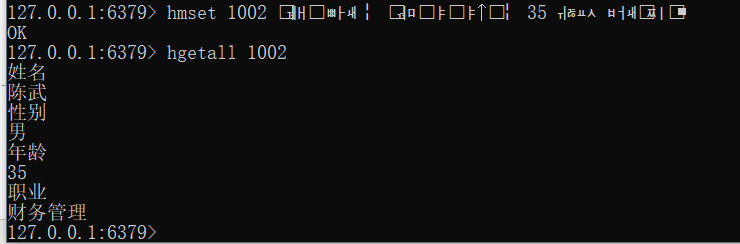 127.0.0.1:6379> hmset 1002 35
OK
127.0.0.1:6379> hgetall 1002
姓名
陈武
性别
男
年龄
35
职业
财务管理
127.0.0.1:6379>